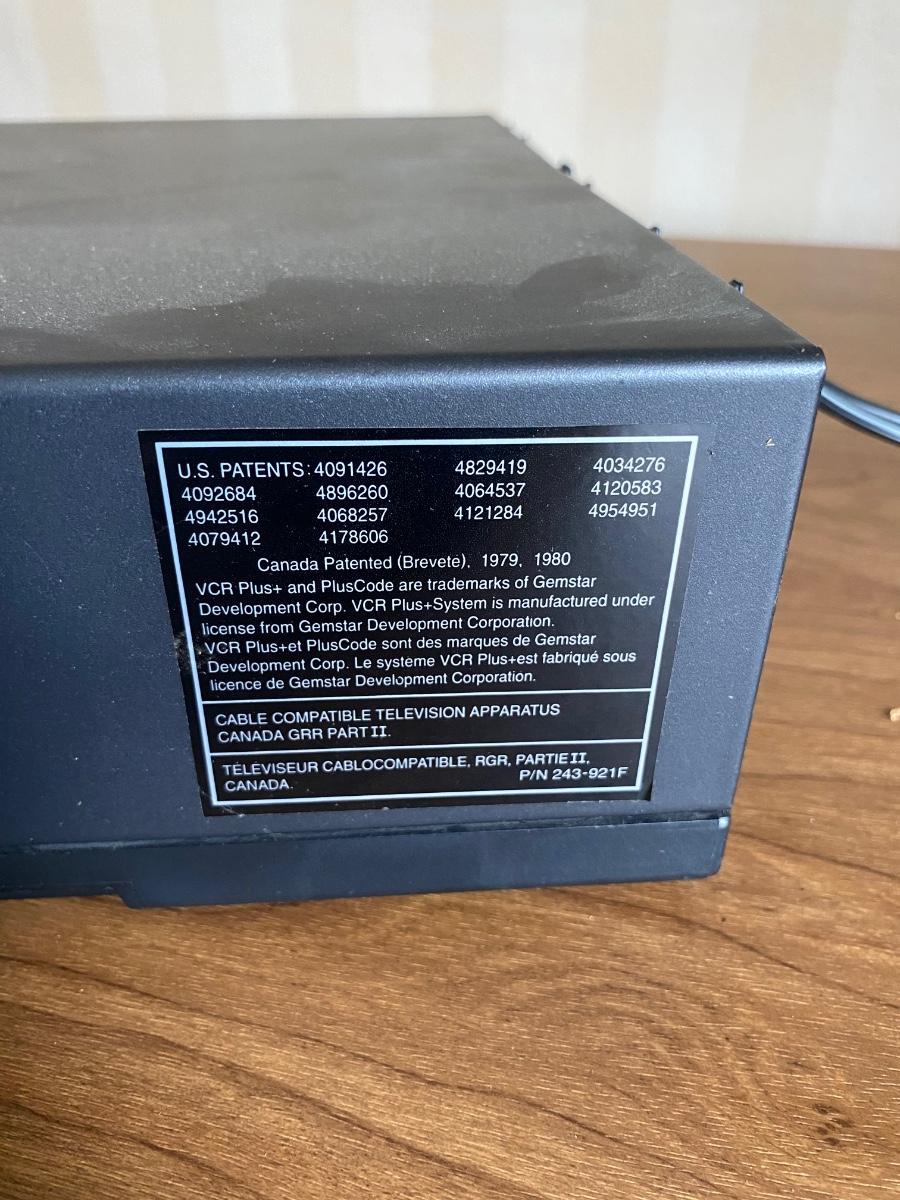 U.S. PATENTS: 4091426 4829419 4034276
4092684 4896260 4064537 4120583
4942516 4068257 4121284 4954951
4079412 4178606
Canada Patented (Brevete), 1979, 1980
VCR Plus+ and PlusCode are trademarks of Gemstar
Development Corp. VCR Plus+System is manufactured under
license from Gemstar Development Corporation.
VCR Plus+et PlusCode sont des marques de Gemstar
Development Corp. Le système VCR Plus+est fabriqué sous
licence de Gemstar Development Corporation.
CABLE COMPATIBLE TELEVISION APPARATUS
CANADA GRR PART II.
TÉLÉVISEUR CABLOCOMPATIBLE, RGR, PARTIE II,
CANADA. P/N 243-921F